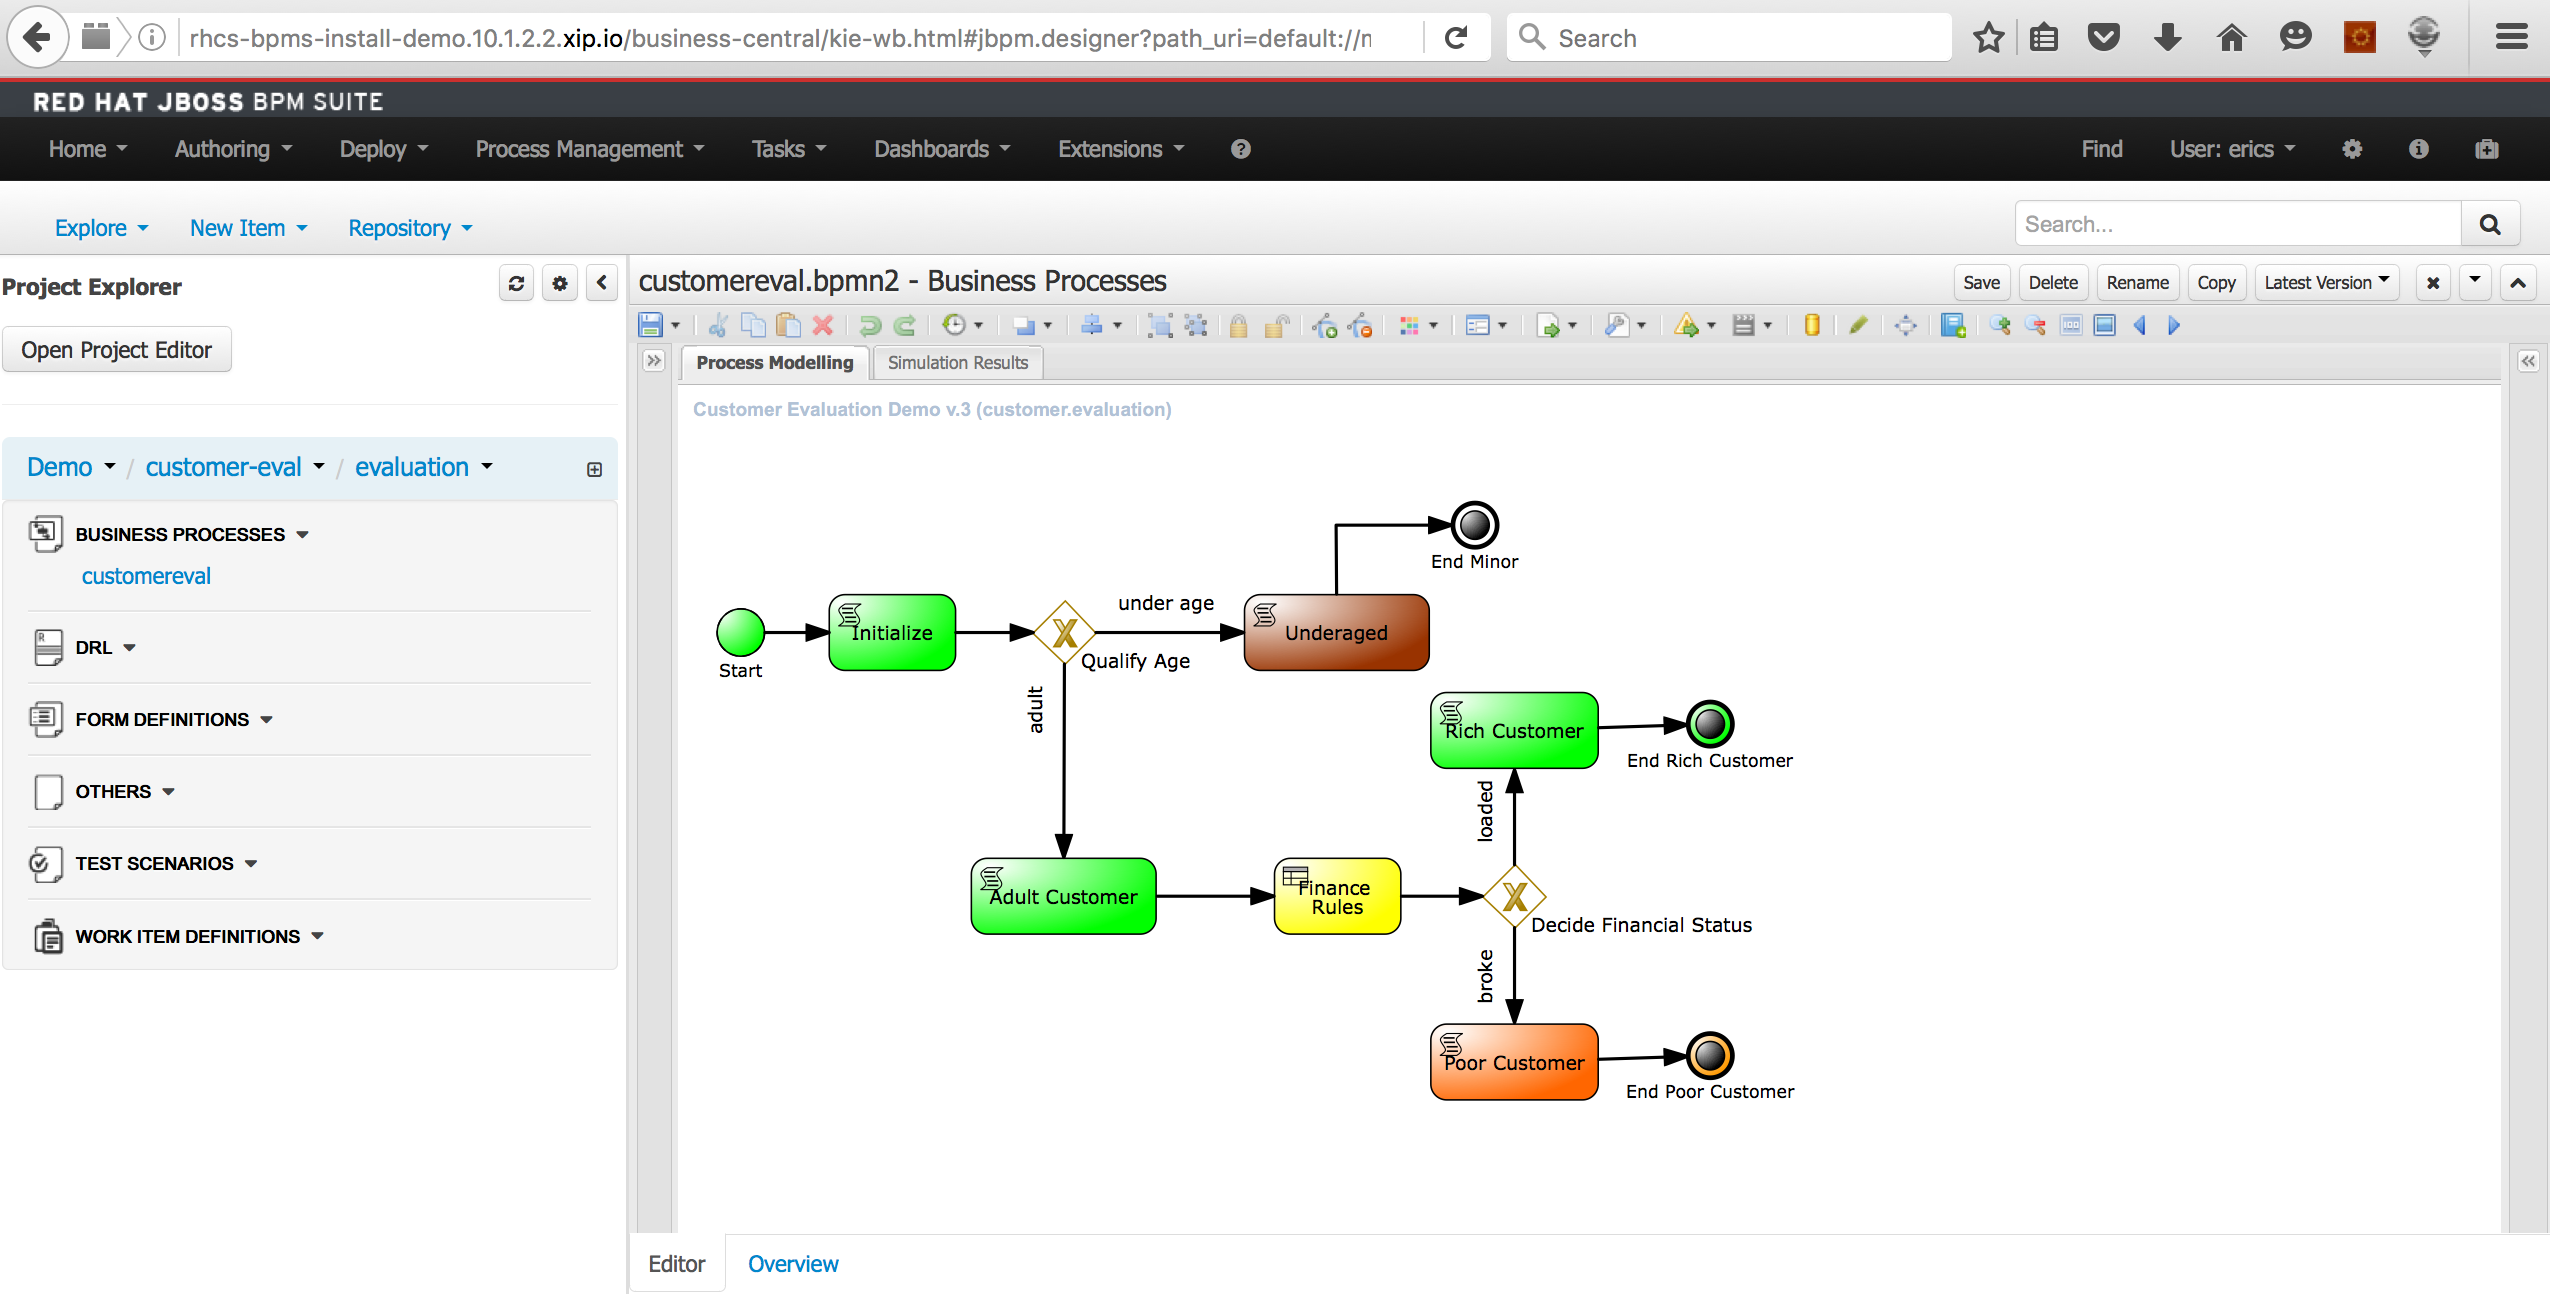 rhcs-bpms-install-demo.10.1.2.2.xip.io/business-central/kie-wb.html#jbpm.designer?path_uri=default://n
Search
RED HAT JBOSS BPM SUITE
Home
Authoring
Deploy
Process Management
Tasks
Dashboards
Extensions
Find
User: erics
Explore
New Item
Repository
Search...
Project Explorer
Open Project Editor
Demo / customer-eval / evaluation
BUSINESS PROCESSES
customereval
DRL
FORM DEFINITIONS
OTHERS
TEST SCENARIOS
WORK ITEM DEFINITIONS
customereval.bpmn2 - Business Processes
Save
Delete
Rename
Copy
Latest Version
Process Modelling
Simulation Results
Customer Evaluation Demo v.3 (customer.evaluation)
End Minor
under age
Start
Initialize
Qualify Age
Underaged
adult
Rich Customer
End Rich Customer
loaded
Adult Customer
Finance
Rules
Decide Financial Status
broke
Poor Customer
End Poor Customer
Editor
Overview